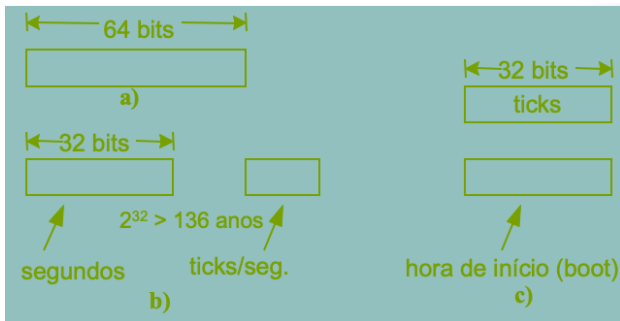 64 bits
a)
32 bits
ticks
32 bits
2³² > 136 anos
segundos
ticks/seg.
hora de início (boot)
b)
c)